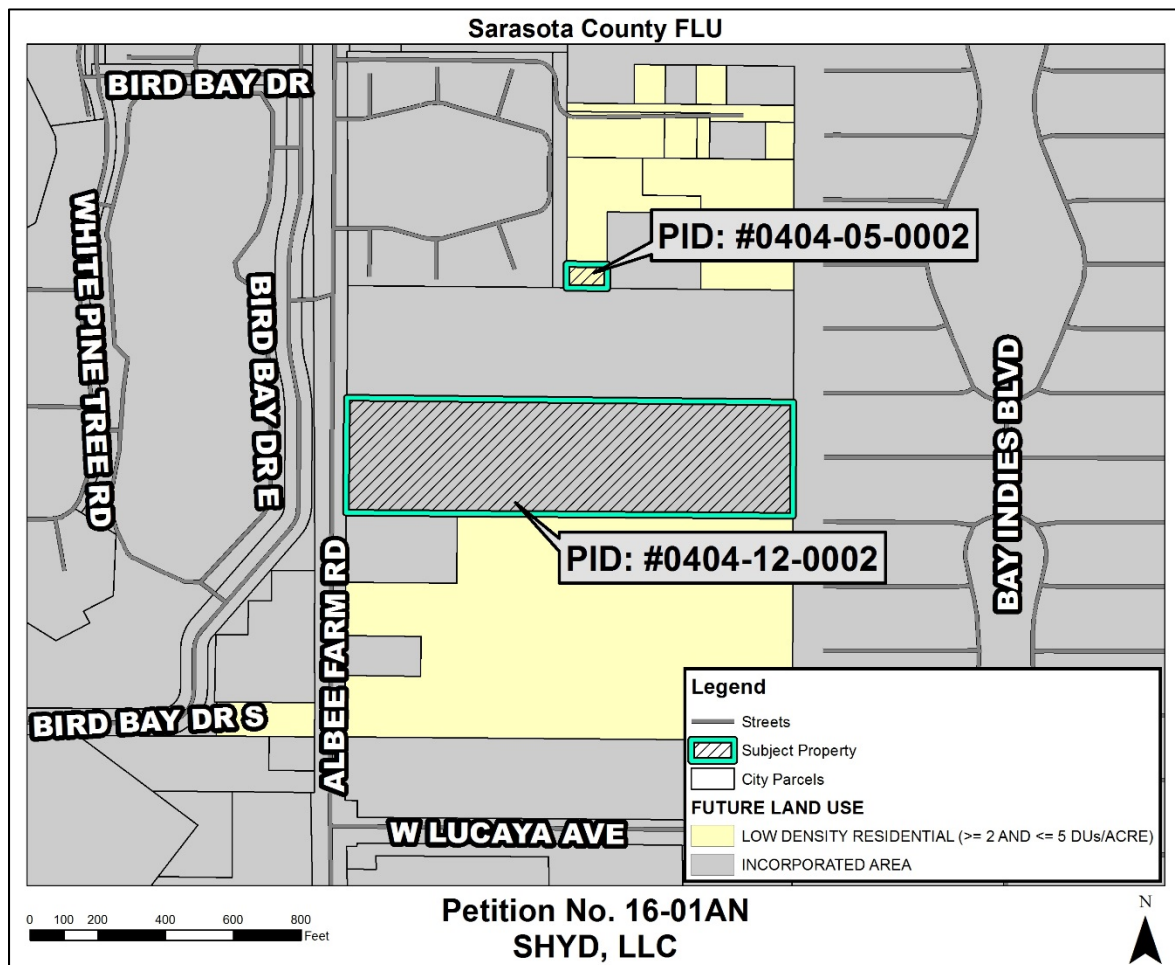 Sarasota County FLU
BIRD BAY DR
WHITE PINE TREE RD
BIRD BAY DR E
PID: #0404-05-0002
BAY INDIES BLVD
PID: #0404-12-0002
ALBEE FARM RD
BIRD BAY DR S
W LUCAYA AVE
Legend
Streets
Subject Property
City Parcels
FUTURE LAND USE
LOW DENSITY RESIDENTIAL (>= 2 AND <= 5 DUs/ACRE)
INCORPORATED AREA
0 100 200 400 600 800
Feet
Petition No. 16-01AN
SHYD, LLC
N